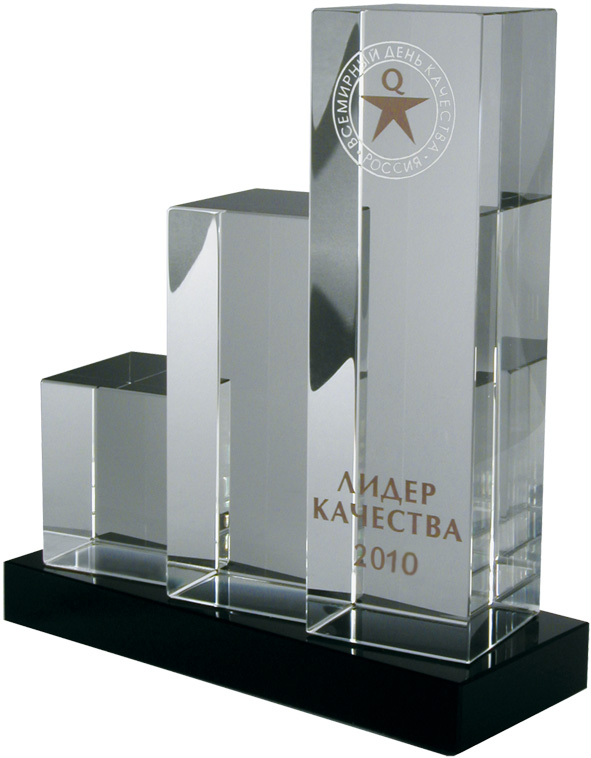 ВСЕМИРНЫЙ ДЕНЬ КАЧЕСТВА
• РОССИЯ •
Q
ЛИДЕР
КАЧЕСТВА
2010